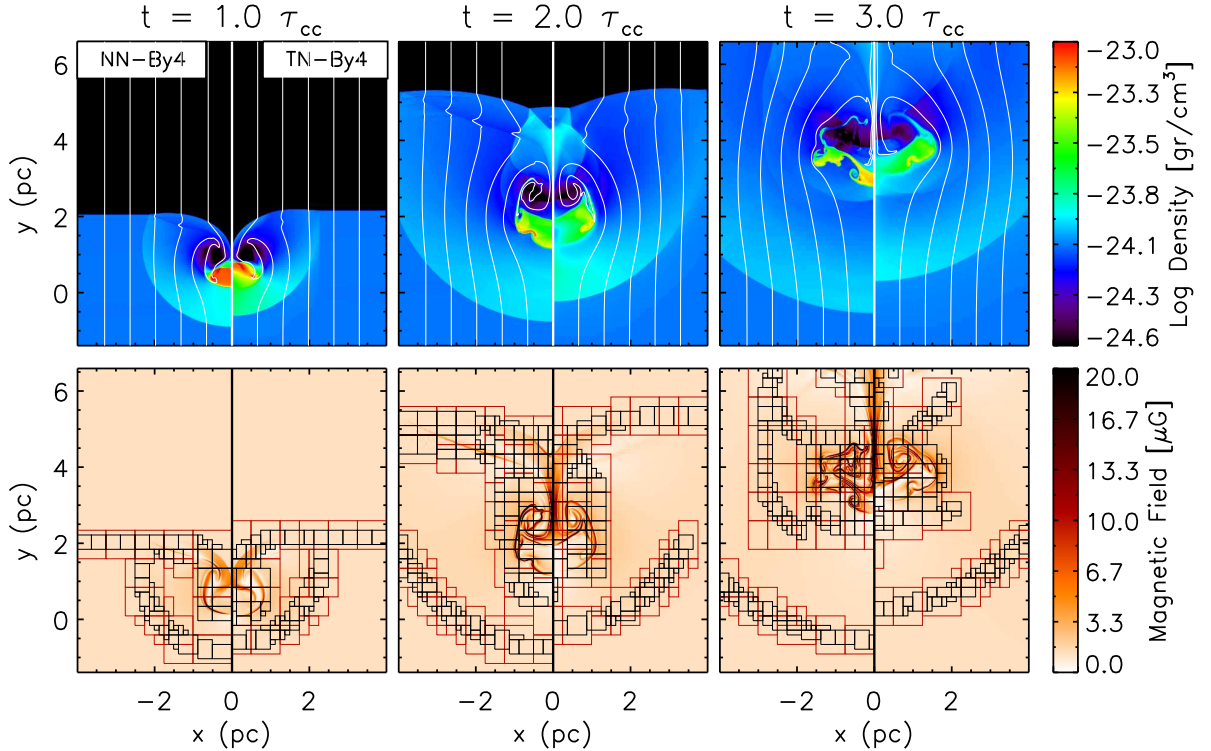 t = 1.0 τcc
t = 2.0 τcc
t = 3.0 τcc
NN-By4
TN-By4
y (pc)
6
4
2
0
-23.0
-23.3
-23.5
-23.8
-24.1
-24.3
-24.6
Log Density [gr/cm³]
y (pc)
6
4
2
0
20.0
16.7
13.3
10.0
6.7
3.3
0.0
Magnetic Field [μG]
-2 0 2
-2 0 2
-2 0 2
x (pc)
x (pc)
x (pc)